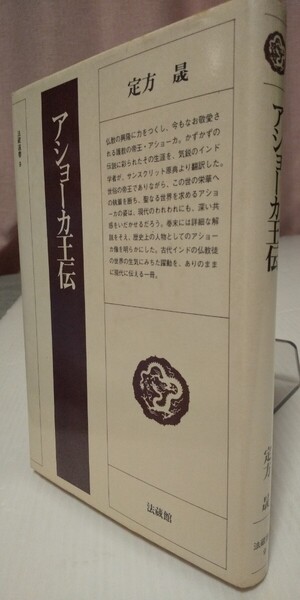 定方 晟
仏教の興隆に力をつくし、今もなお敬愛さ
れる護教の帝王・アショーカ。かずかずの
伝説に彩られたその生涯を、気鋭のインド
学者が、サンスクリット原典より翻訳した。
世俗の帝王でありながら、この世の栄華へ
の執着を断ち、聖なる世界を求めるアショ
ーカの姿は、現代のわれわれにも、深い共
感をいだかせるだろう。巻末には詳細な解
説をそえ、歴史上の人物としてのアショー
カ像を明らかにした。古代インドの仏教徒
の世界の生気にみちた躍動を、ありのまま
に現代に伝える一冊。
アショーカ王伝
法蔵館
アショーカ王伝
定方 晟